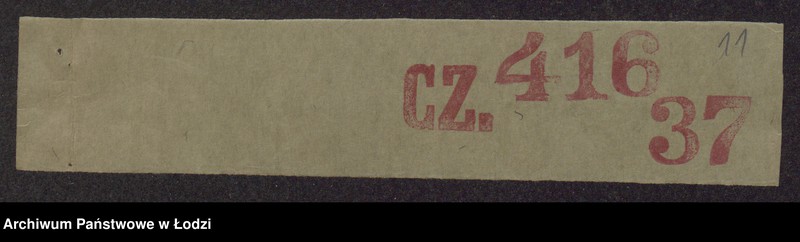 11
CZ. 416
37
Archiwum Państwowe w Łodzi